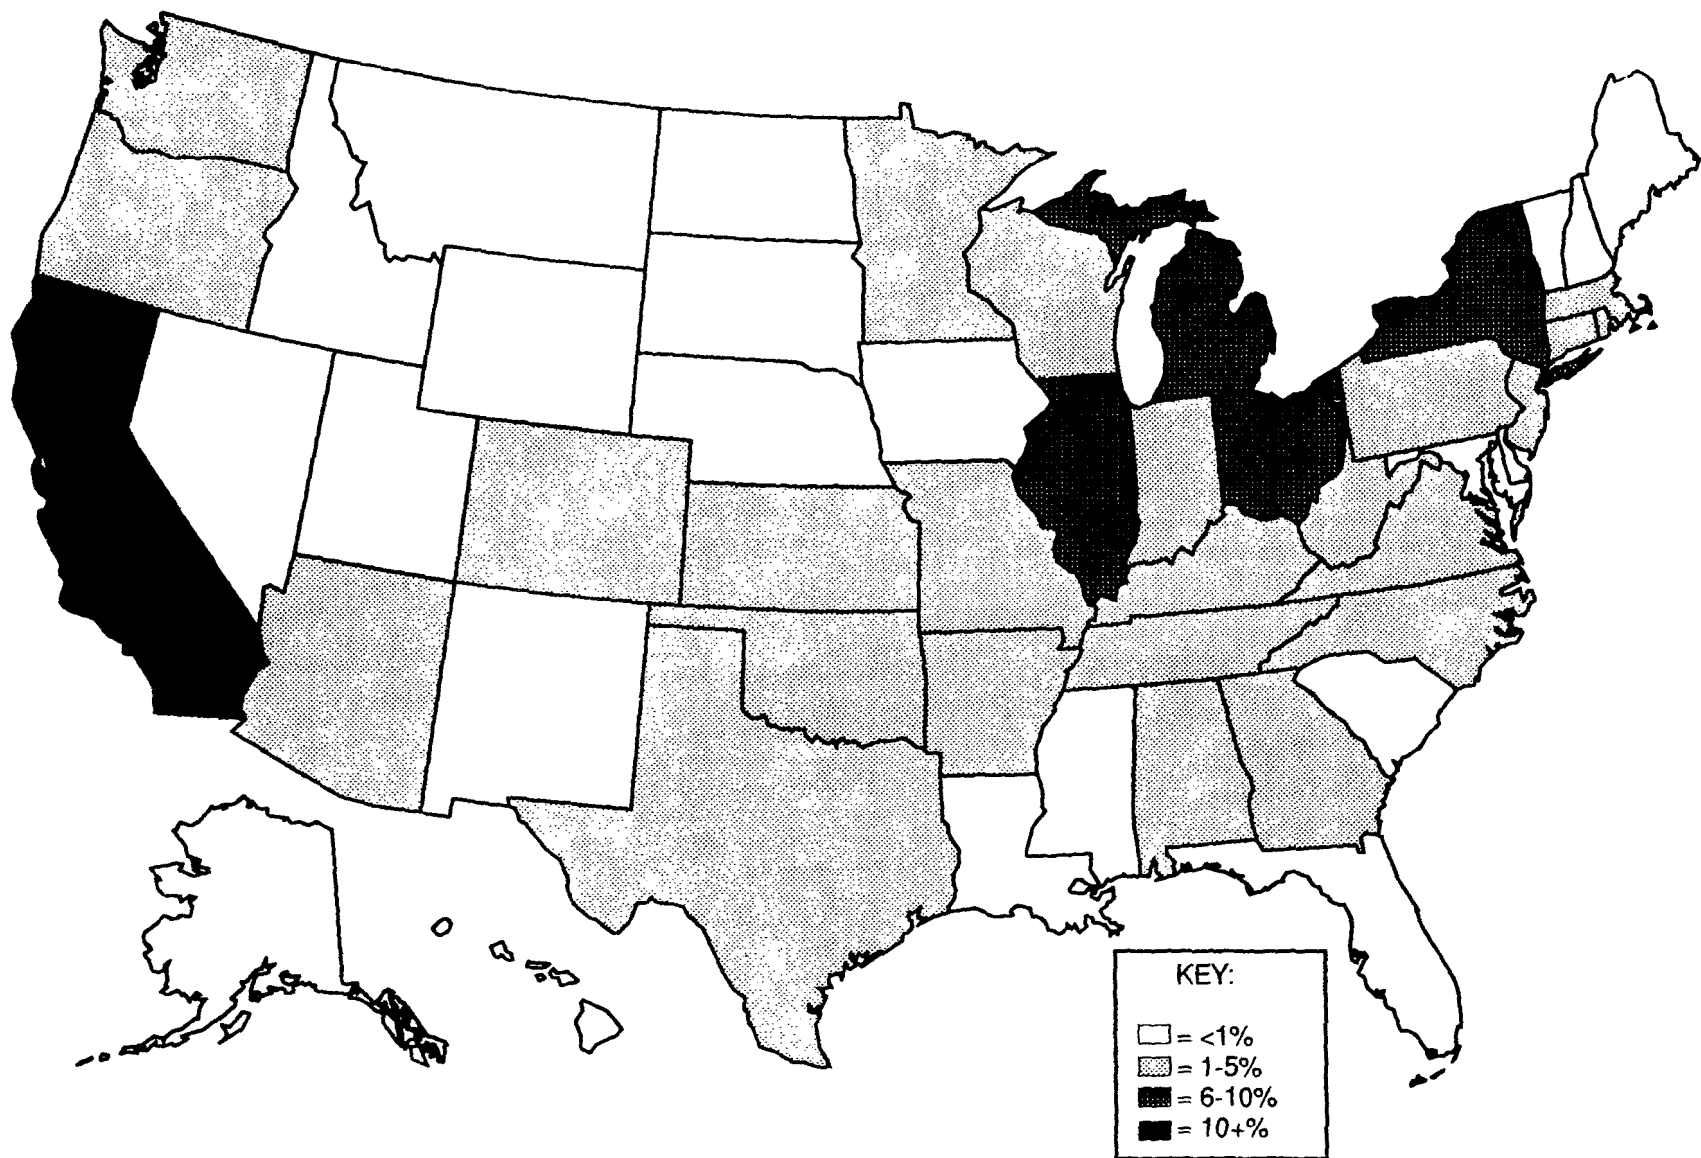 KEY:
= <1%
= 1-5%
= 6-10%
= 10+%